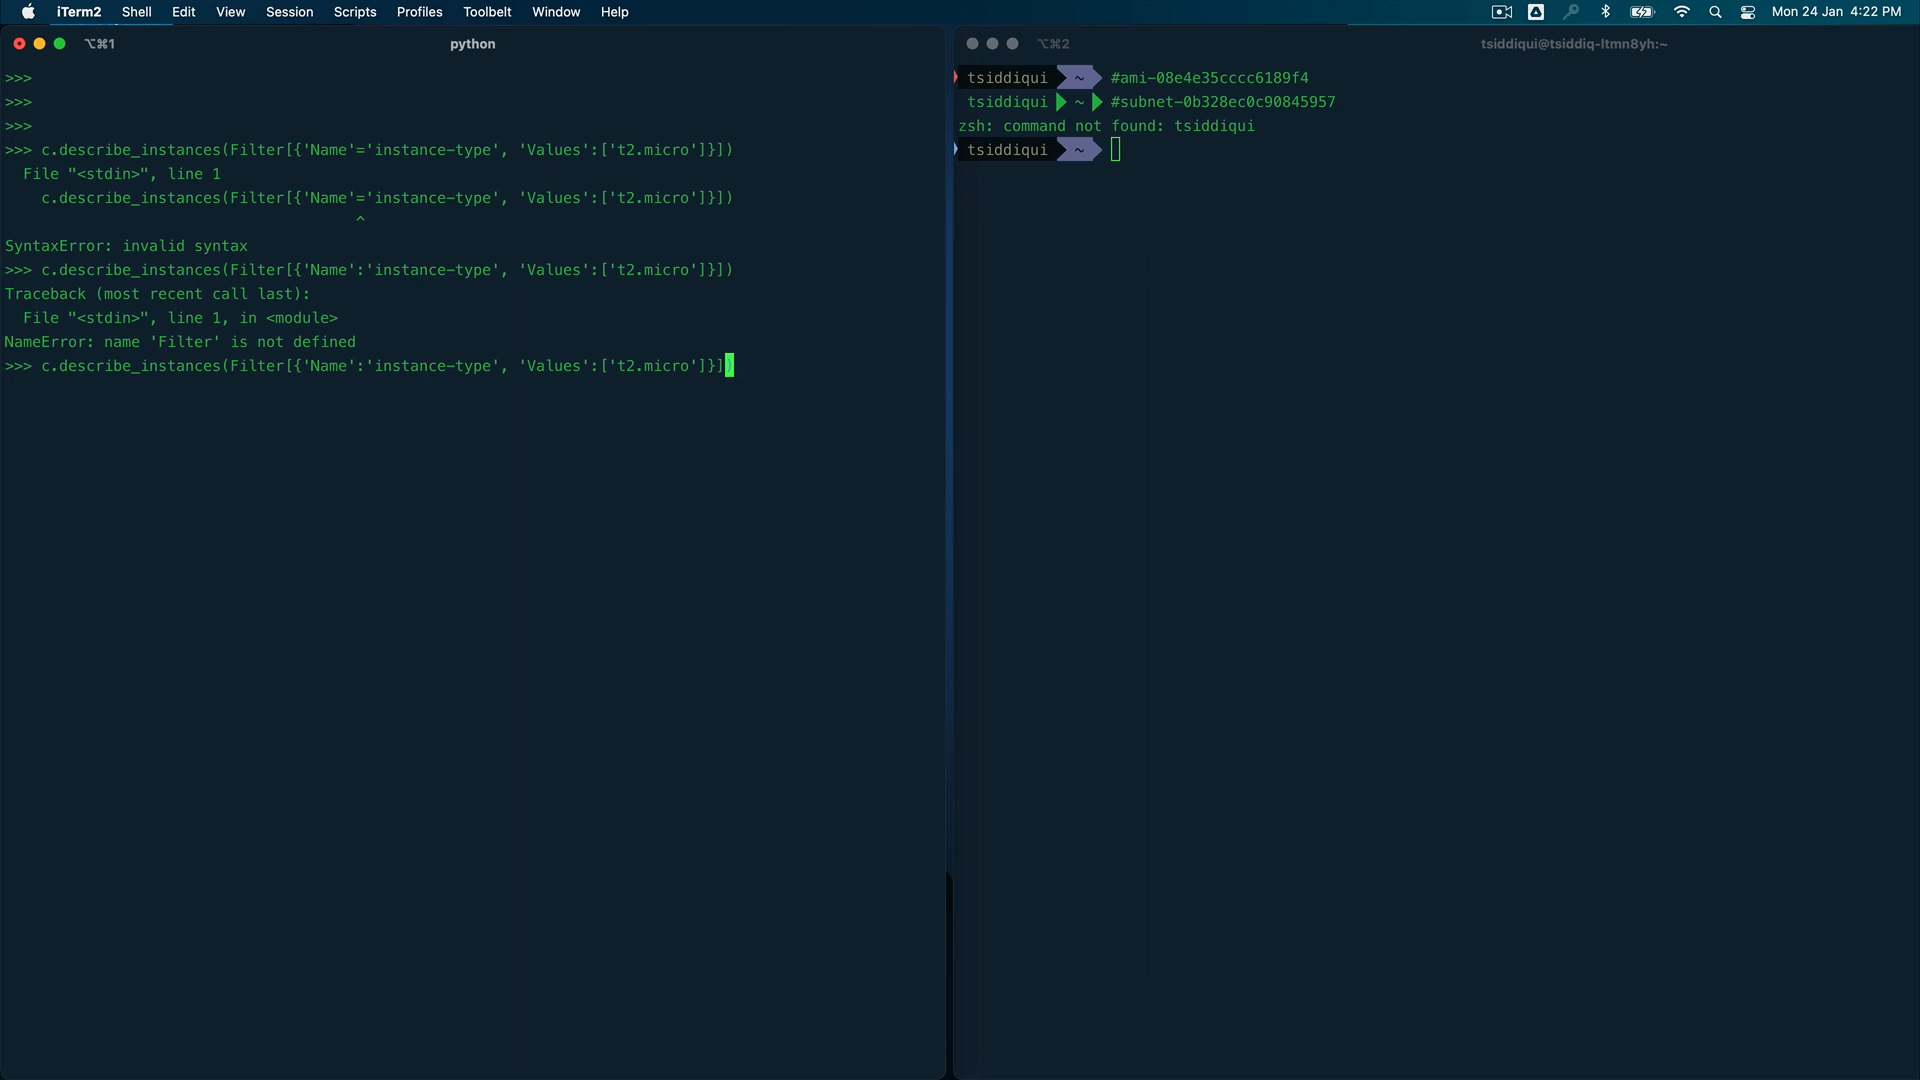 iTerm2 Shell Edit View Session Scripts Profiles Toolbelt Window Help Mon 24 Jan 4:22 PM
⌥⌘1 python
>>>
>>>
>>>
>>> c.describe_instances(Filter[{'Name'='instance-type', 'Values':['t2.micro']}])
File "<stdin>", line 1
c.describe_instances(Filter[{'Name'='instance-type', 'Values':['t2.micro']}])
^
SyntaxError: invalid syntax
>>> c.describe_instances(Filter[{'Name':'instance-type', 'Values':['t2.micro']}])
Traceback (most recent call last):
File "<stdin>", line 1, in <module>
NameError: name 'Filter' is not defined
>>> c.describe_instances(Filter[{'Name':'instance-type', 'Values':['t2.micro']}])
⌥⌘2 tsiddiqui@tsiddiq-ltmn8yh:~
tsiddiqui ~ #ami-08e4e35cccc6189f4
tsiddiqui ~ #subnet-0b328ec0c90845957
zsh: command not found: tsiddiqui
tsiddiqui ~